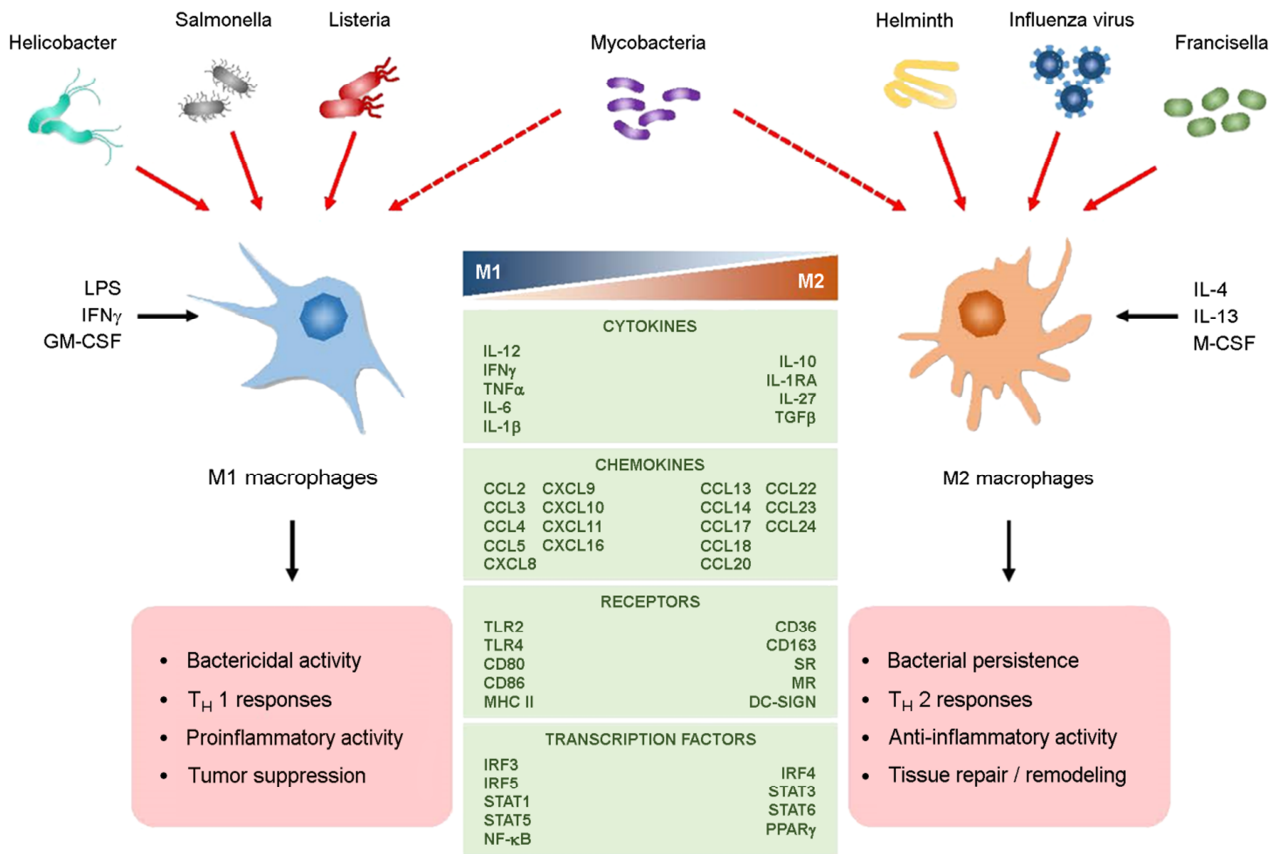 Helicobacter
Salmonella
Listeria
Mycobacteria
Helminth
Influenza virus
Francisella
LPS
IFNγ
GM-CSF
M1 macrophages
• Bactericidal activity
• TH 1 responses
• Proinflammatory activity
• Tumor suppression
M1
M2
CYTOKINES
IL-12
IFNγ
TNFα
IL-6
IL-1β
IL-10
IL-1RA
IL-27
TGFβ
CHEMOKINES
CCL2 CXCL9
CCL3 CXCL10
CCL4 CXCL11
CCL5 CXCL16
CXCL8
CCL13 CCL22
CCL14 CCL23
CCL17 CCL24
CCL18
CCL20
RECEPTORS
TLR2
TLR4
CD80
CD86
MHC II
CD36
CD163
SR
MR
DC-SIGN
TRANSCRIPTION FACTORS
IRF3
IRF5
STAT1
STAT5
NF-κB
IRF4
STAT3
STAT6
PPARγ
IL-4
IL-13
M-CSF
M2 macrophages
• Bacterial persistence
• TH 2 responses
• Anti-inflammatory activity
• Tissue repair / remodeling